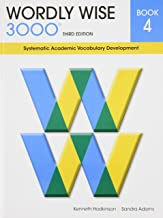 WORDLY WISE
3000®
THIRD EDITION
BOOK
4
Systematic Academic Vocabulary Development
Kenneth Hodkinson
Sandra Adams